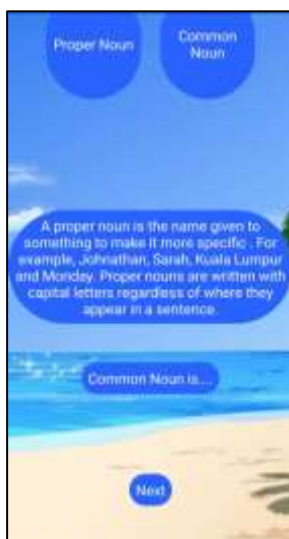 Proper Noun
Common
Noun
A proper noun is the name given to
something to make it more specific . For
example, Johnathan, Sarah, Kuala Lumpur
and Monday. Proper nouns are written with
capital letters regardless of where they
appear in a sentence.
Common Noun is....
Next